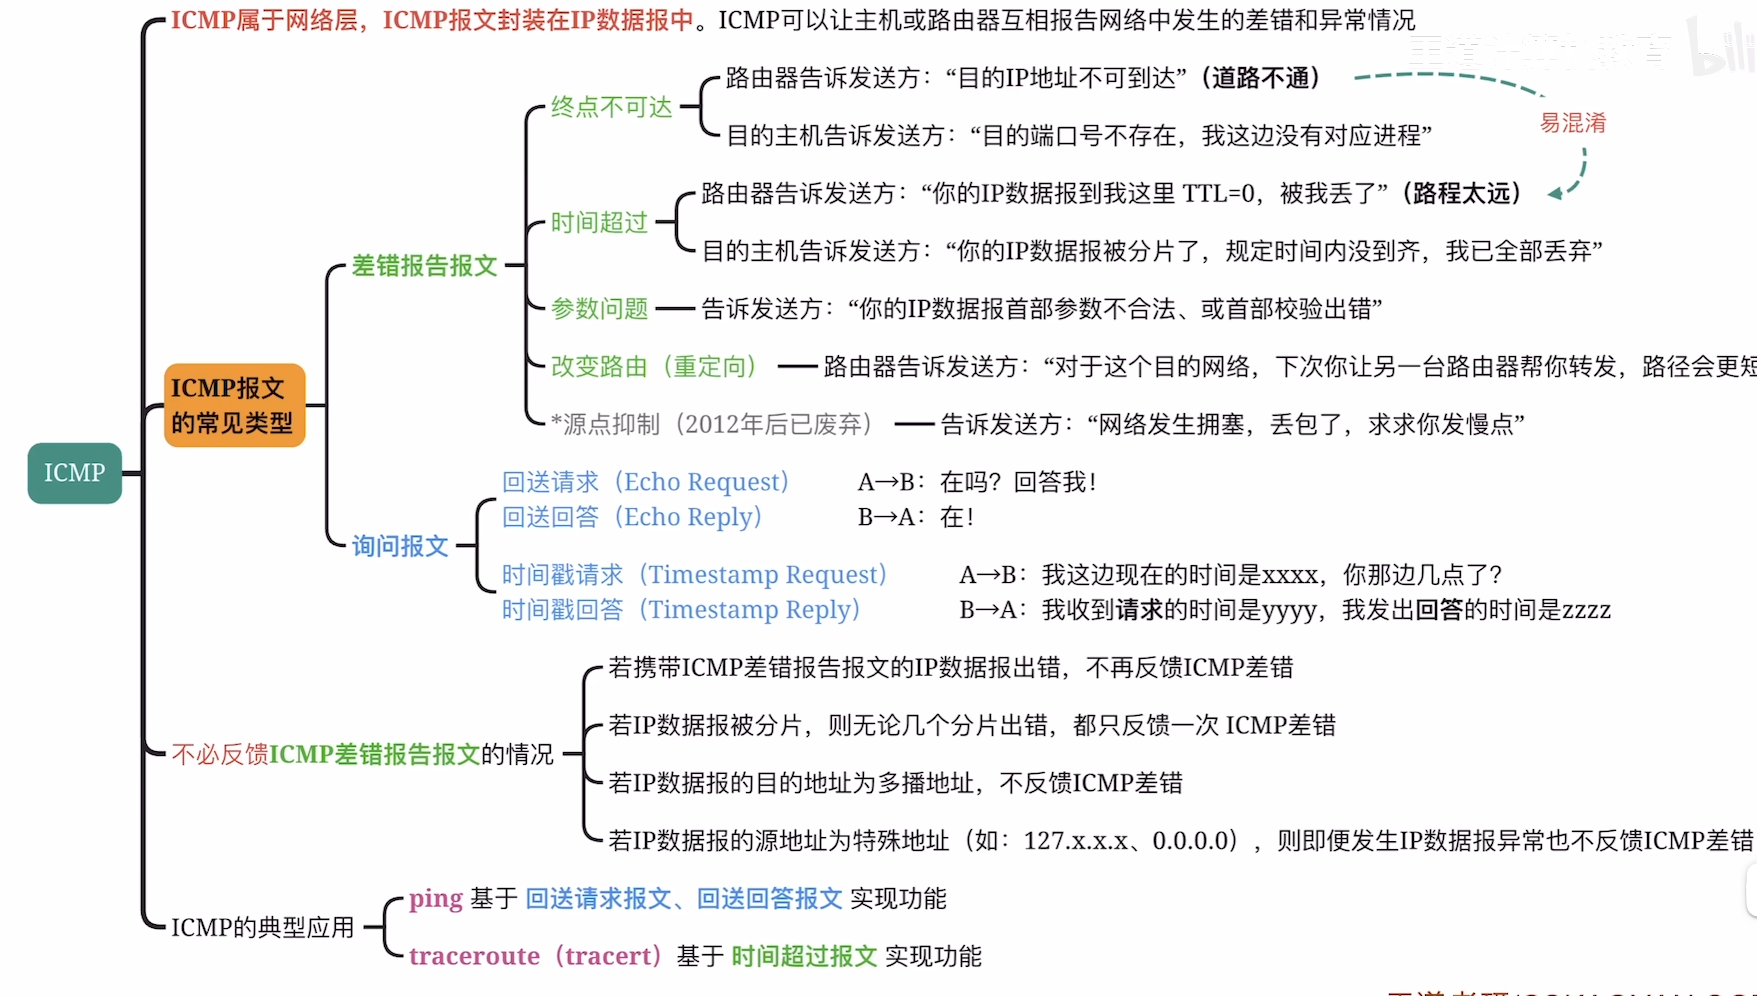 ICMP属于网络层，ICMP报文封装在IP数据报中。ICMP可以让主机或路由器互相报告网络中发生的差错和异常情况
路由器告诉发送方：“目的IP地址不可到达”（道路不通）
终点不可达
易混淆
目的主机告诉发送方：“目的端口号不存在，我这边没有对应进程”
路由器告诉发送方：“你的IP数据报到我这里 TTL=0，被我丢了”（路程太远）
时间超过
目的主机告诉发送方：“你的IP数据报被分片了，规定时间内没到齐，我已全部丢弃”
差错报告报文
参数问题
告诉发送方：“你的IP数据报首部参数不合法、或首部校验出错”
改变路由（重定向）
路由器告诉发送方：“对于这个目的网络，下次你让另一台路由器帮你转发，路径会更短
ICMP报文
的常见类型
*源点抑制（2012年后已废弃）
告诉发送方：“网络发生拥塞，丢包了，求求你发慢点”
ICMP
回送请求（Echo Request） A→B：在吗？回答我！
回送回答（Echo Reply） B→A：在！
询问报文
时间戳请求（Timestamp Request） A→B：我这边现在的时间是xxxx，你那边几点了？
时间戳回答（Timestamp Reply） B→A：我收到请求的时间是yyyy，我发出回答的时间是zzzz
若携带ICMP差错报告报文的IP数据报出错，不再反馈ICMP差错
若IP数据报被分片，则无论几个分片出错，都只反馈一次 ICMP差错
不必反馈ICMP差错报告报文的情况
若IP数据报的目的地址为多播地址，不反馈ICMP差错
若IP数据报的源地址为特殊地址（如：127.x.x.x、0.0.0.0），则即便发生IP数据报异常也不反馈ICMP差错
ping 基于 回送请求报文、回送回答报文 实现功能
ICMP的典型应用
traceroute（tracert）基于 时间超过报文 实现功能